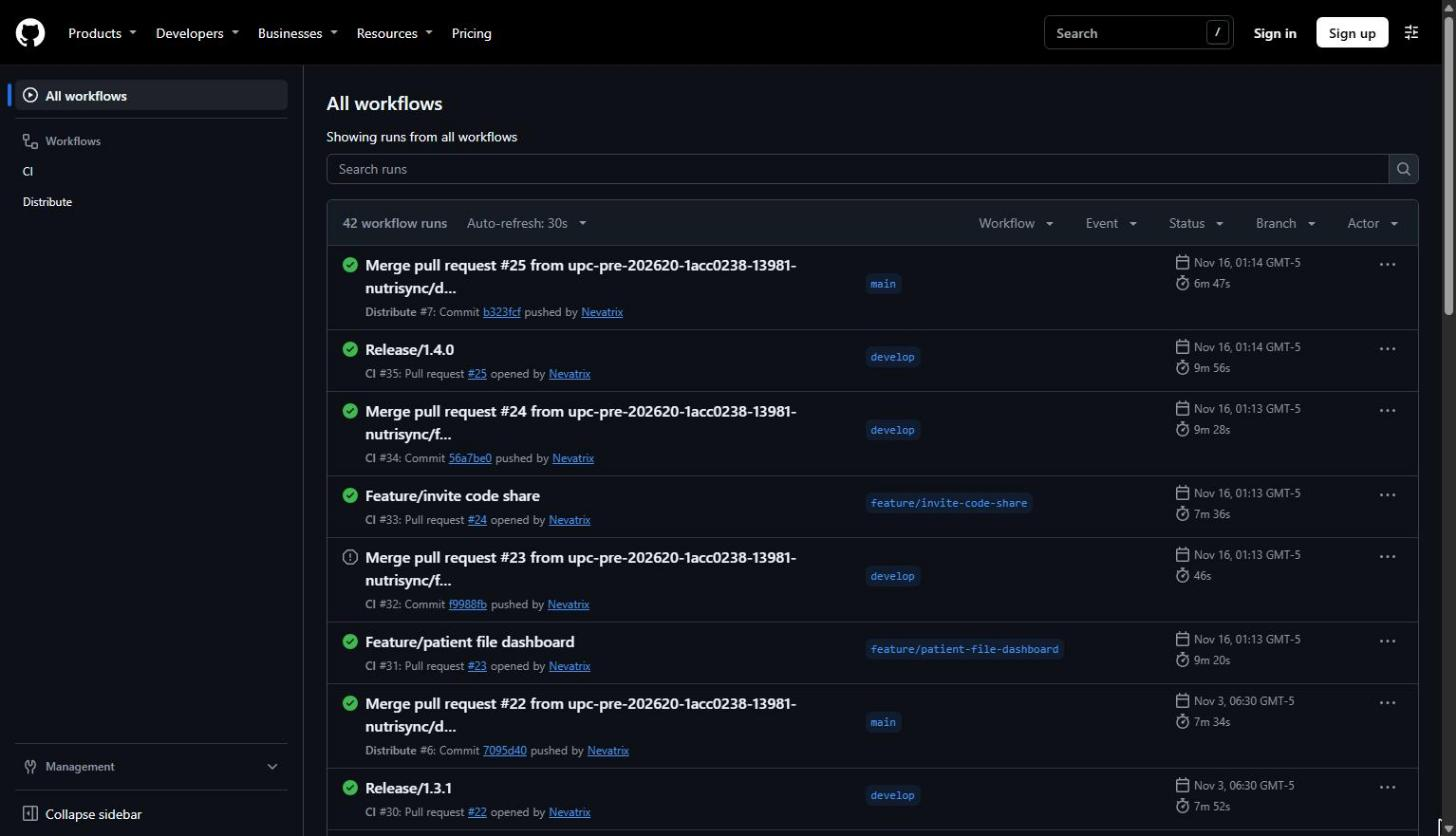 Products Developers Businesses Resources Pricing Search / Sign in Sign up
All workflows
Workflows
CI
Distribute
Management
Collapse sidebar
All workflows
Showing runs from all workflows
Search runs
42 workflow runs Auto-refresh: 30s Workflow Event Status Branch Actor
Merge pull request #25 from upc-pre-202620-1acc0238-13981-
nutrisync/d...
Distribute #7: Commit b323fcf pushed by Nevatrix
main
Nov 16, 01:14 GMT-5
6m 47s
Release/1.4.0
CI #35: Pull request #25 opened by Nevatrix
develop
Nov 16, 01:14 GMT-5
9m 56s
Merge pull request #24 from upc-pre-202620-1acc0238-13981-
nutrisync/f...
CI #34: Commit 56a7be0 pushed by Nevatrix
develop
Nov 16, 01:13 GMT-5
9m 28s
Feature/invite code share
CI #33: Pull request #24 opened by Nevatrix
feature/invite-code-share
Nov 16, 01:13 GMT-5
7m 36s
Merge pull request #23 from upc-pre-202620-1acc0238-13981-
nutrisync/f...
CI #32: Commit f9988fb pushed by Nevatrix
develop
Nov 16, 01:13 GMT-5
46s
Feature/patient file dashboard
CI #31: Pull request #23 opened by Nevatrix
feature/patient-file-dashboard
Nov 16, 01:13 GMT-5
9m 20s
Merge pull request #22 from upc-pre-202620-1acc0238-13981-
nutrisync/d...
Distribute #6: Commit 7095d40 pushed by Nevatrix
main
Nov 3, 06:30 GMT-5
7m 34s
Release/1.3.1
CI #30: Pull request #22 opened by Nevatrix
develop
Nov 3, 06:30 GMT-5
7m 52s